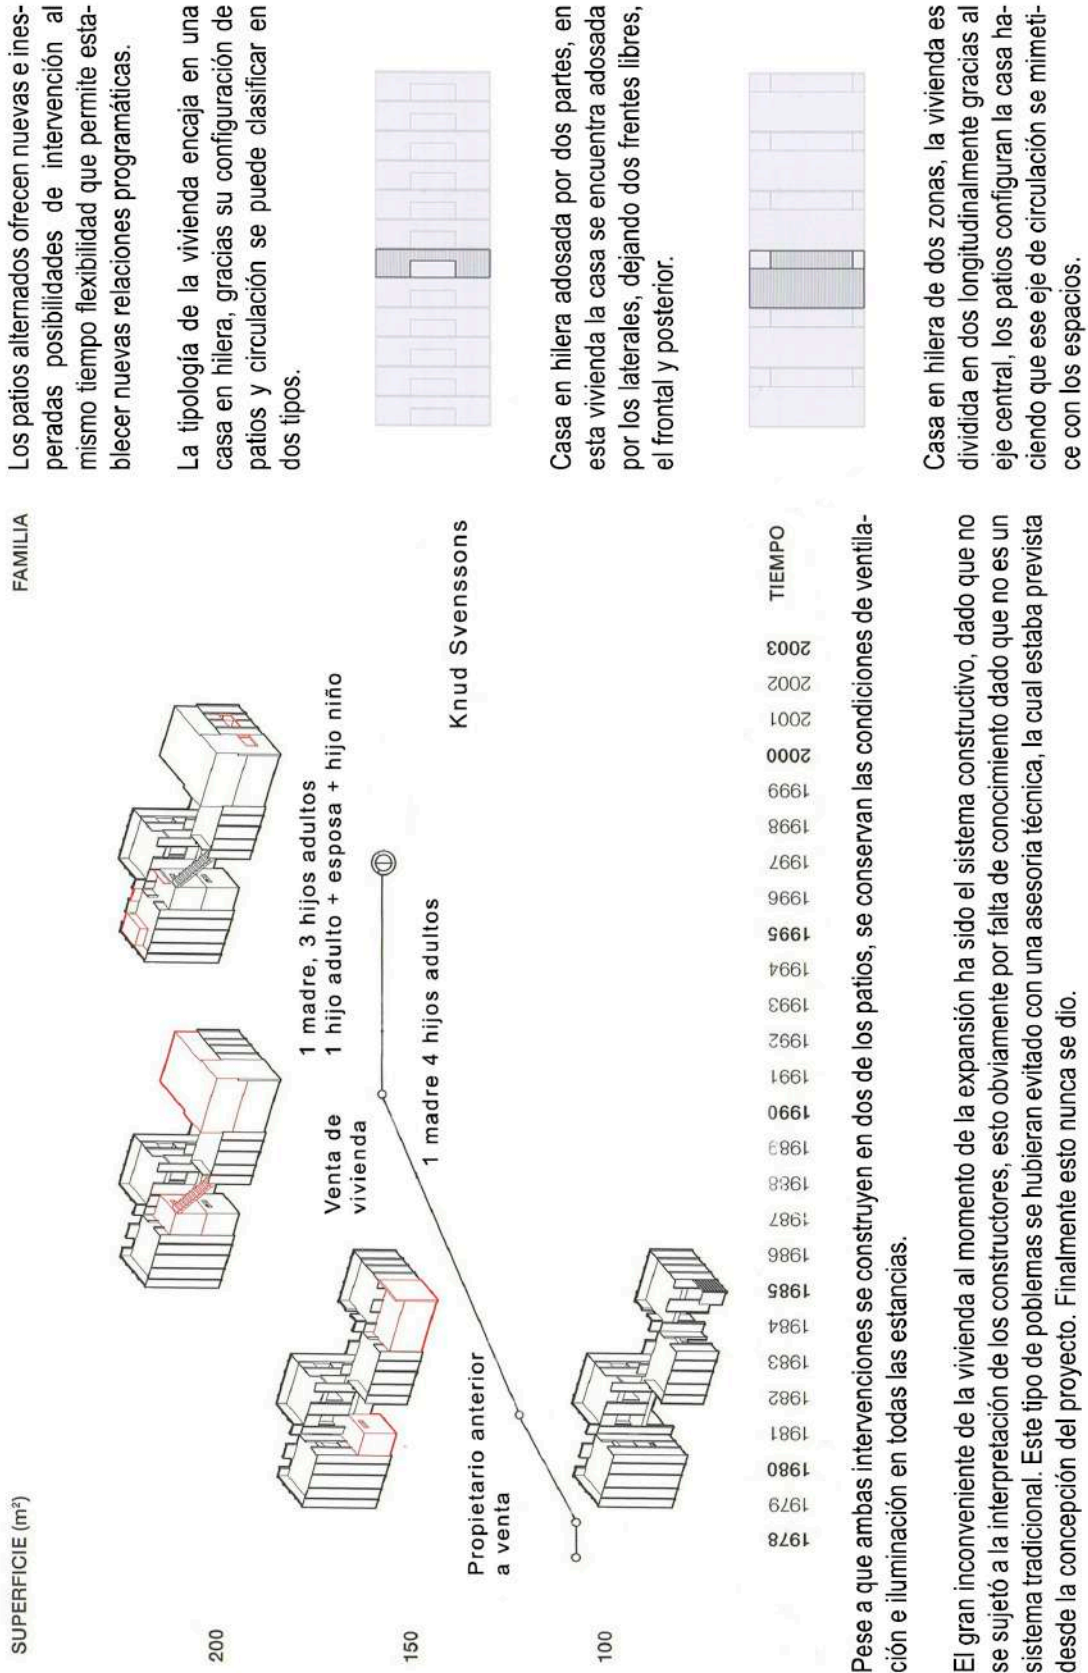 SUPERFICIE (m²)
FAMILIA
200
150
100
1 madre, 3 hijos adultos
1 hijo adulto + esposa + hijo niño
Venta de
vivienda
1 madre 4 hijos adultos
Knud Svenssons
Propietario anterior
a venta
1978
1979
1980
1981
1982
1983
1984
1985
1986
1987
1988
1989
1990
1991
1992
1993
1994
1995
1996
1997
1998
1999
2000
2001
2002
2003
TIEMPO
Pese a que ambas intervenciones se construyen en dos de los patios, se conservan las condiciones de ventila-
ción e iluminación en todas las estancias.
El gran inconveniente de la vivienda al momento de la expansión ha sido el sistema constructivo, dado que no
se sujetó a la interpretación de los constructores, esto obviamente por falta de conocimiento dado que no es un
sistema tradicional. Este tipo de poblemas se hubieran evitado con una asesoria técnica, la cual estaba prevista
desde la concepción del proyecto. Finalmente esto nunca se dio.
Los patios alternados ofrecen nuevas e ines-
peradas posibilidades de intervención al
mismo tiempo flexibilidad que permite esta-
blecer nuevas relaciones programáticas.
La tipología de la vivienda encaja en una
casa en hilera, gracias su configuración de
patios y circulación se puede clasificar en
dos tipos.
Casa en hilera adosada por dos partes, en
esta vivienda la casa se encuentra adosada
por los laterales, dejando dos frentes libres,
el frontal y posterior.
Casa en hilera de dos zonas, la vivienda es
dividida en dos longitudinalmente gracias al
eje central, los patios configuran la casa ha-
ciendo que ese eje de circulación se mimeti-
ce con los espacios.